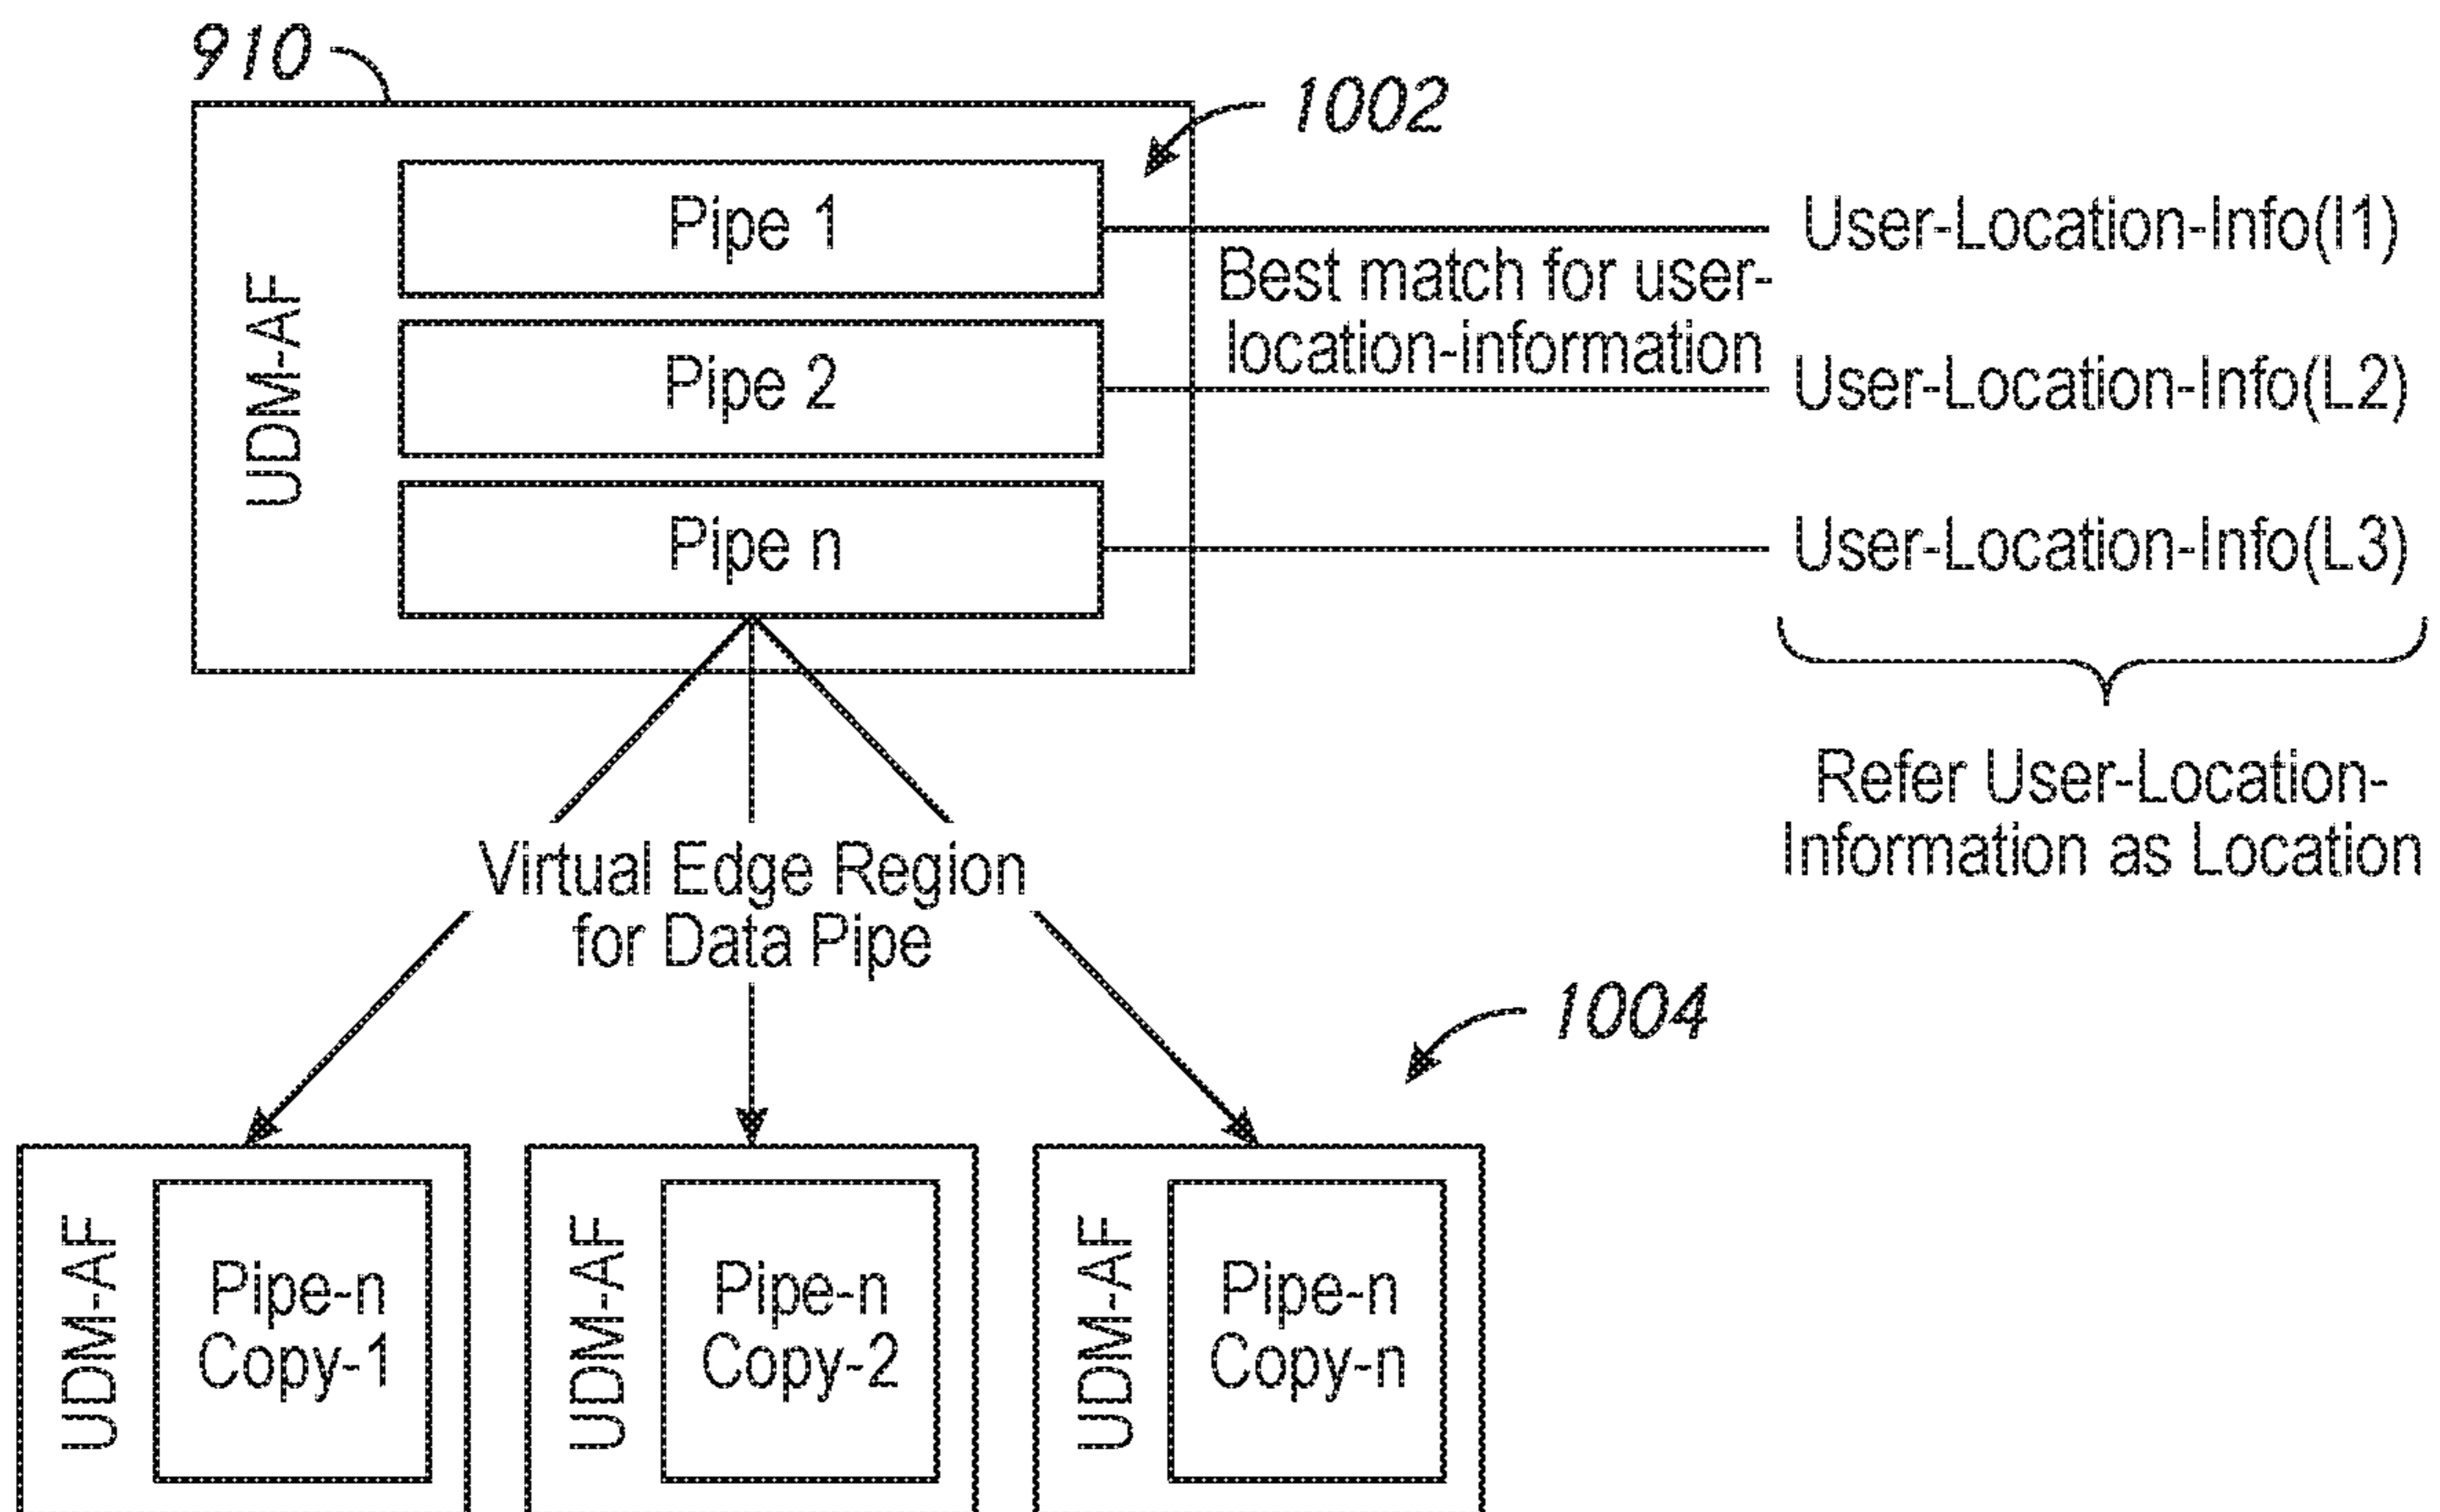 910
1002
UDM-AF
Pipe 1
Pipe 2
Pipe n
Best match for user-
location-information
User-Location-Info(l1)
User-Location-Info(L2)
User-Location-Info(L3)
Refer User-Location-
Information as Location
Virtual Edge Region
for Data Pipe
1004
UDM-AF
Pipe-n
Copy-1
UDM-AF
Pipe-n
Copy-2
UDM-AF
Pipe-n
Copy-n